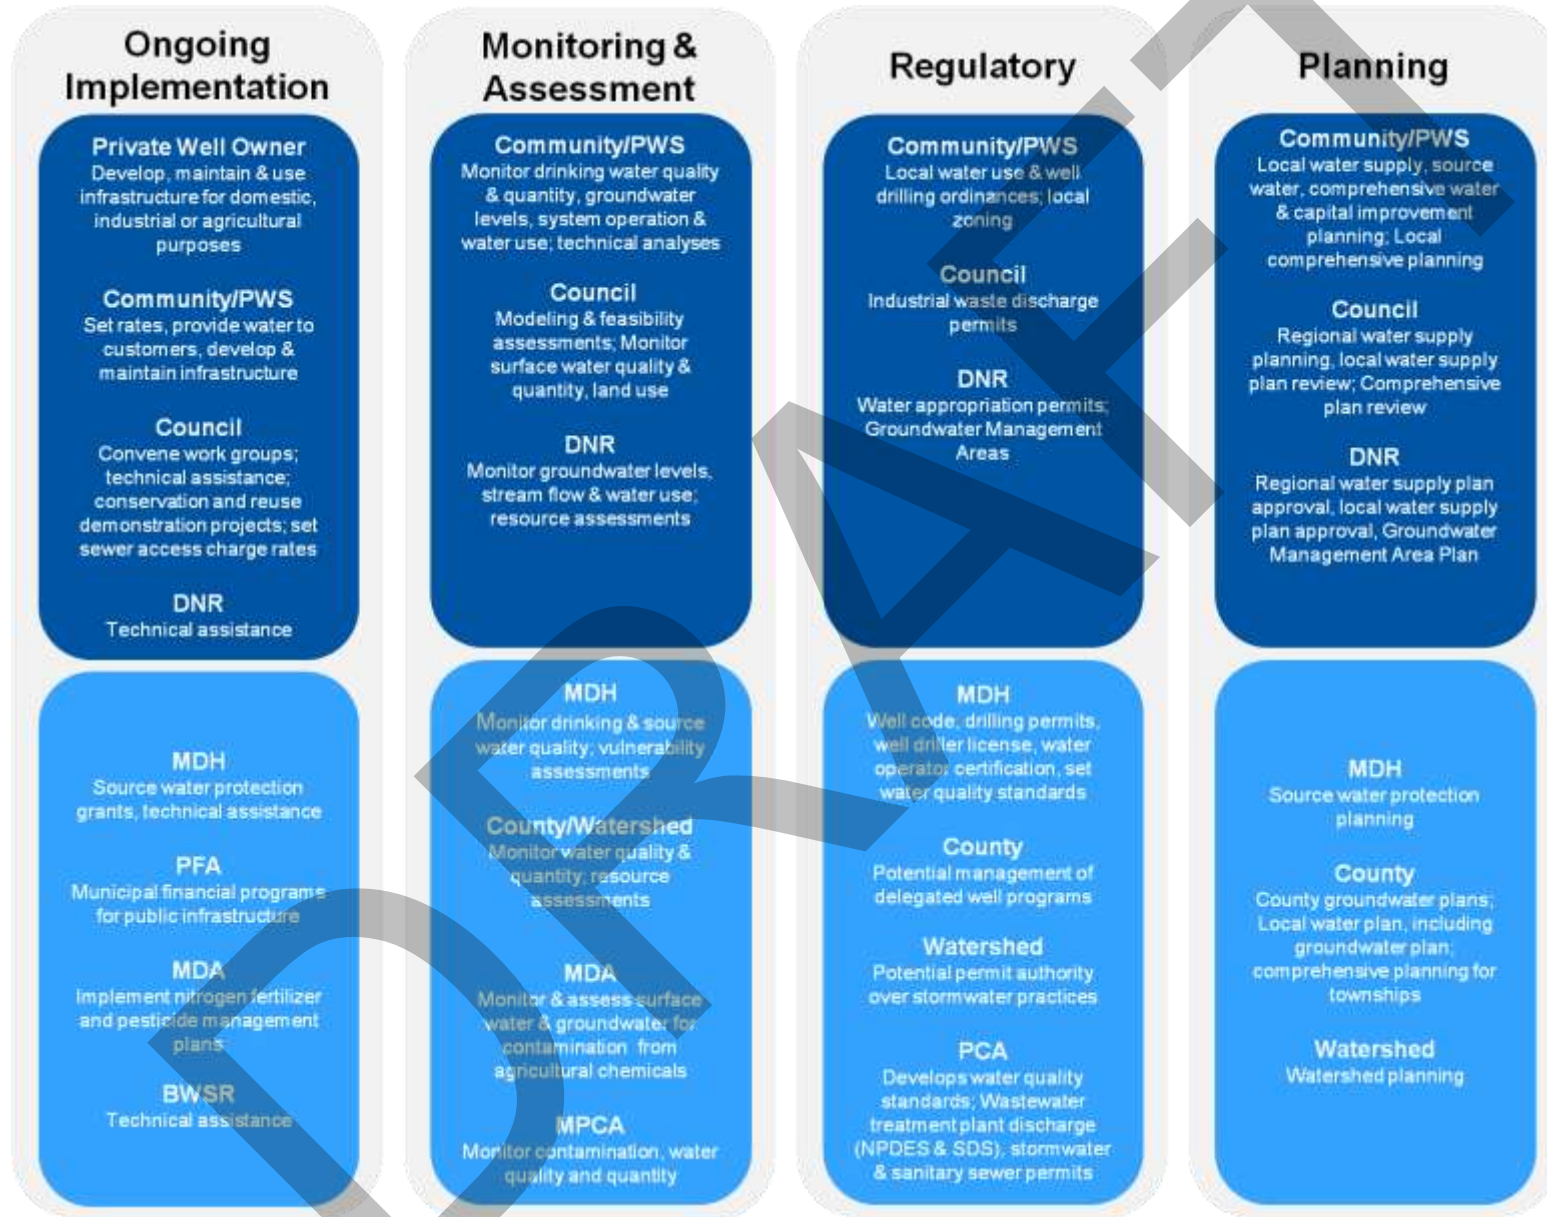 Ongoing
Implementation
Private Well Owner
Develop, maintain & use
infrastructure for domestic,
industrial or agricultural
purposes
Community/PWS
Set rates, provide water to
customers, develop &
maintain infrastructure
Council
Convene work groups;
technical assistance;
conservation and reuse
demonstration projects; set
sewer access charge rates
DNR
Technical assistance
MDH
Source water protection
grants, technical assistance
PFA
Municipal financial programs
for public infrastructure
MDA
Implement nitrogen fertilizer
and pesticide management
plans
BWSR
Technical assistance
Monitoring &
Assessment
Community/PWS
Monitor drinking water quality
& quantity, groundwater
levels, system operation &
water use; technical analyses
Council
Modeling & feasibility
assessments; Monitor
surface water quality &
quantity, land use
DNR
Monitor groundwater levels,
stream flow & water use;
resource assessments
MDH
Monitor drinking & source
water quality; vulnerability
assessments
County/Watershed
Monitor water quality &
quantity; resource
assessments
MDA
Monitor & assess surface
water & groundwater for
contamination from
agricultural chemicals
MPCA
Monitor contamination, water
quality and quantity
Regulatory
Community/PWS
Local water use & well
drilling ordinances; local
zoning
Council
Industrial waste discharge
permits
DNR
Water appropriation permits;
Groundwater Management
Areas
MDH
Well code, drilling permits,
well driller license, water
operator certification, set
water quality standards
County
Potential management of
delegated well programs
Watershed
Potential permit authority
over stormwater practices
PCA
Develops water quality
standards; Wastewater
treatment plant discharge
(NPDES & SDS), stormwater
& sanitary sewer permits
Planning
Community/PWS
Local water supply, source
water, comprehensive water
& capital improvement
planning; Local
comprehensive planning
Council
Regional water supply
planning, local water supply
plan review; Comprehensive
plan review
DNR
Regional water supply plan
approval, local water supply
plan approval, Groundwater
Management Area Plan
MDH
Source water protection
planning
County
County groundwater plans;
Local water plan, including
groundwater plan;
comprehensive planning for
townships
Watershed
Watershed planning
DRAFT